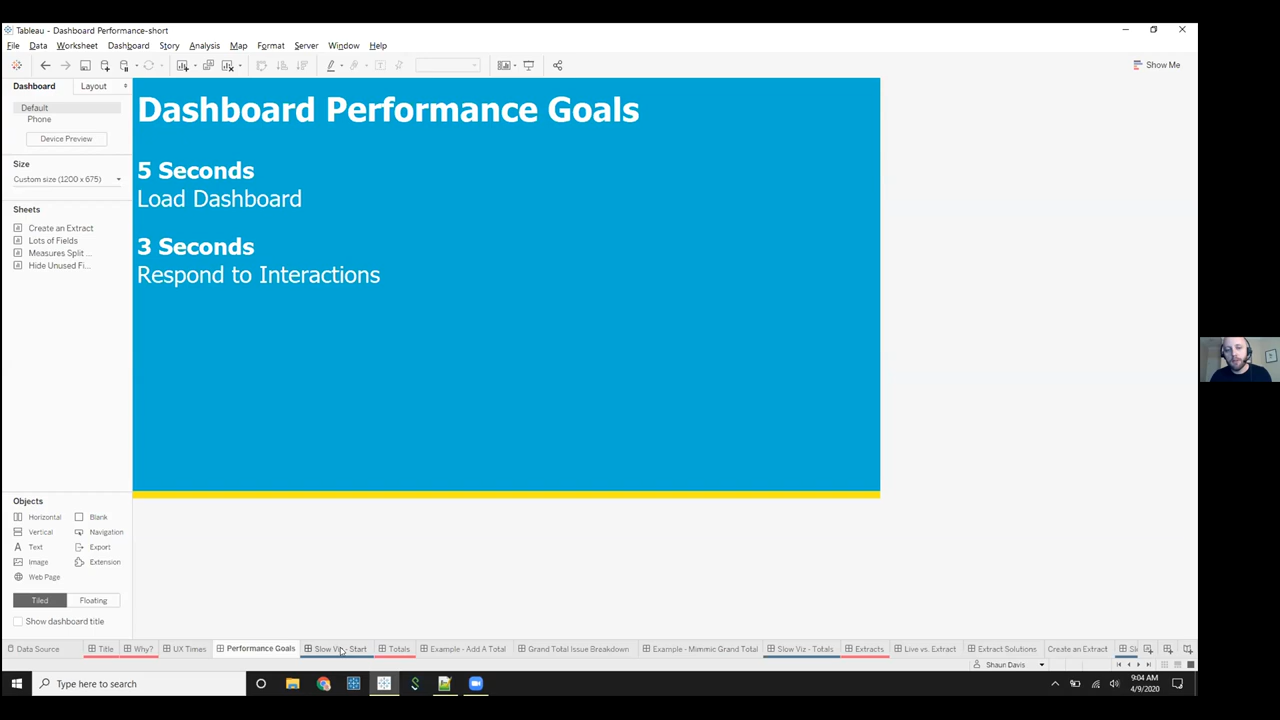 Tableau - Dashboard Performance-short
File Data Worksheet Dashboard Story Analysis Map Format Server Window Help
Show Me
Dashboard Layout
Default
Phone
Device Preview
Size
Custom size (1200 x 675)
Sheets
Create an Extract
Lots of Fields
Measures Split ...
Hide Unused Fi...
Dashboard Performance Goals
5 Seconds
Load Dashboard
3 Seconds
Respond to Interactions
Objects
Horizontal Blank
Vertical Navigation
Text Export
Image Extension
Web Page
Tiled Floating
Show dashboard title
Data Source Title Why? UX Times Performance Goals Slow Viz - Start Totals Example - Add A Total Grand Total Issue Breakdown Example - Mimmic Grand Total Slow Viz - Totals Extracts Live vs. Extract Extract Solutions Create an Extract
Shaun Davis
Type here to search
9:04 AM
4/9/2020